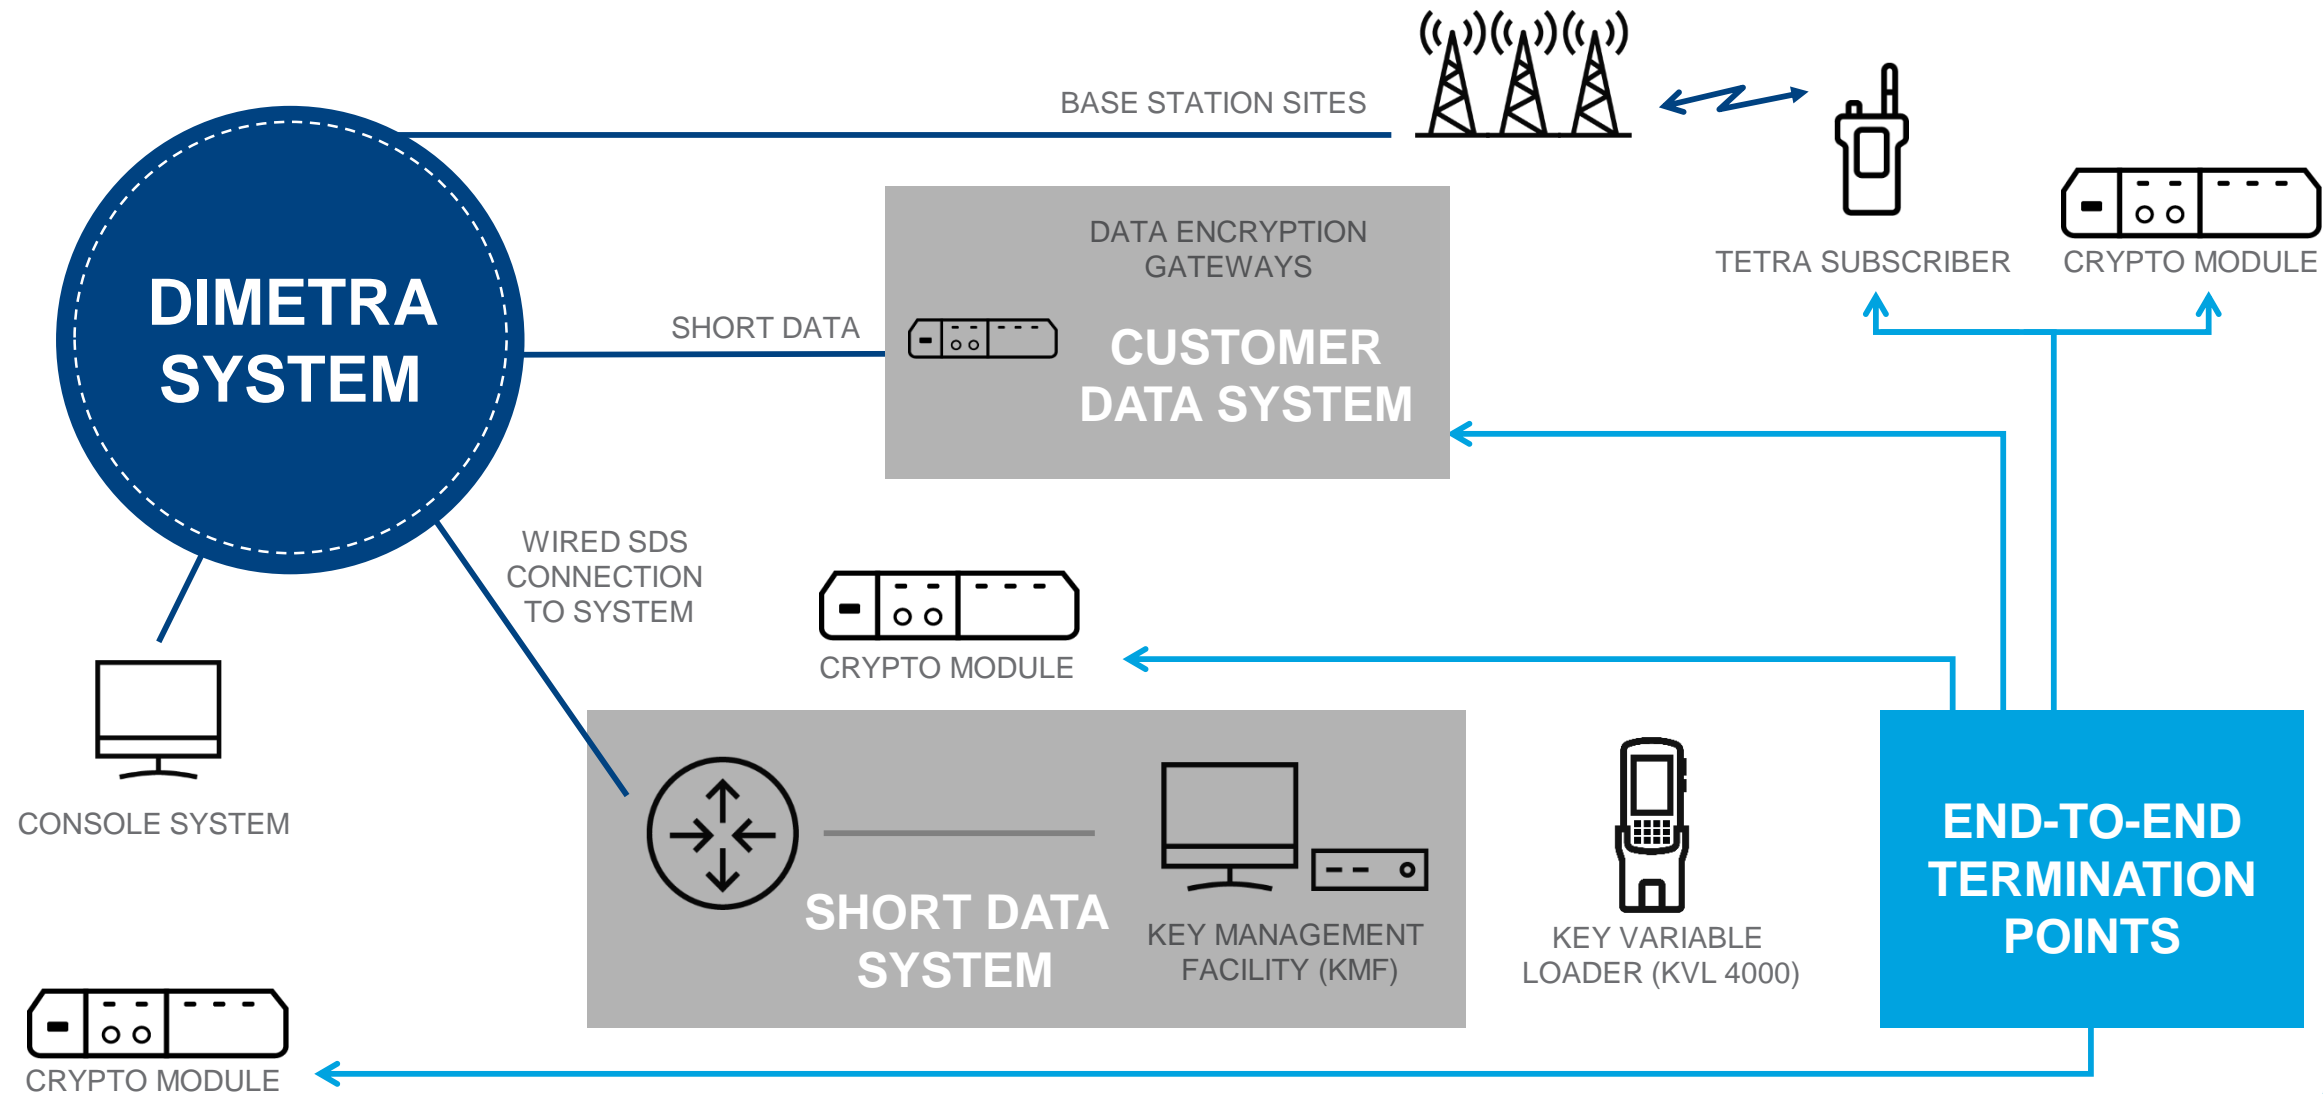 BASE STATION SITES
DATA ENCRYPTION
GATEWAYS
TETRA SUBSCRIBER
CRYPTO MODULE
DIMETRA
SYSTEM
SHORT DATA
CUSTOMER
DATA SYSTEM
WIRED SDS
CONNECTION
TO SYSTEM
CRYPTO MODULE
CONSOLE SYSTEM
SHORT DATA
SYSTEM
KEY MANAGEMENT
FACILITY (KMF)
KEY VARIABLE
LOADER (KVL 4000)
END-TO-END
TERMINATION
POINTS
CRYPTO MODULE